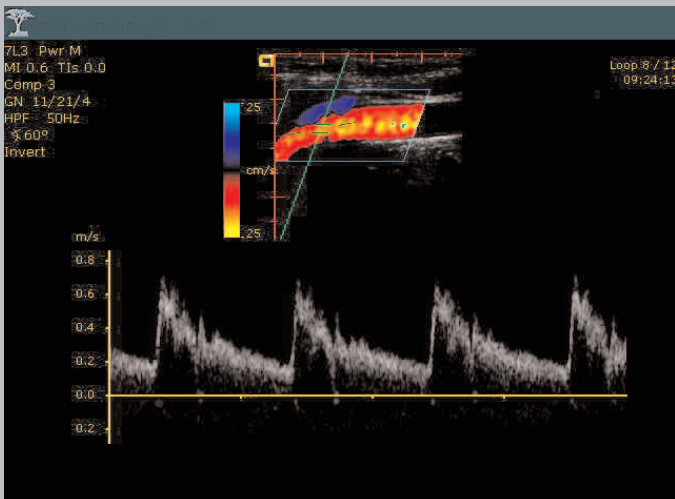 7L3 Pwr M
MI 0.6 TIs 0.0
Comp 3
GN 11/21/4
HPF 50Hz
∢ 60°
Invert
Loop 8 / 12
09:24:13
.25
cm/s
.25
m/s
0.8
0.6
0.4
0.2
0.0
0.2